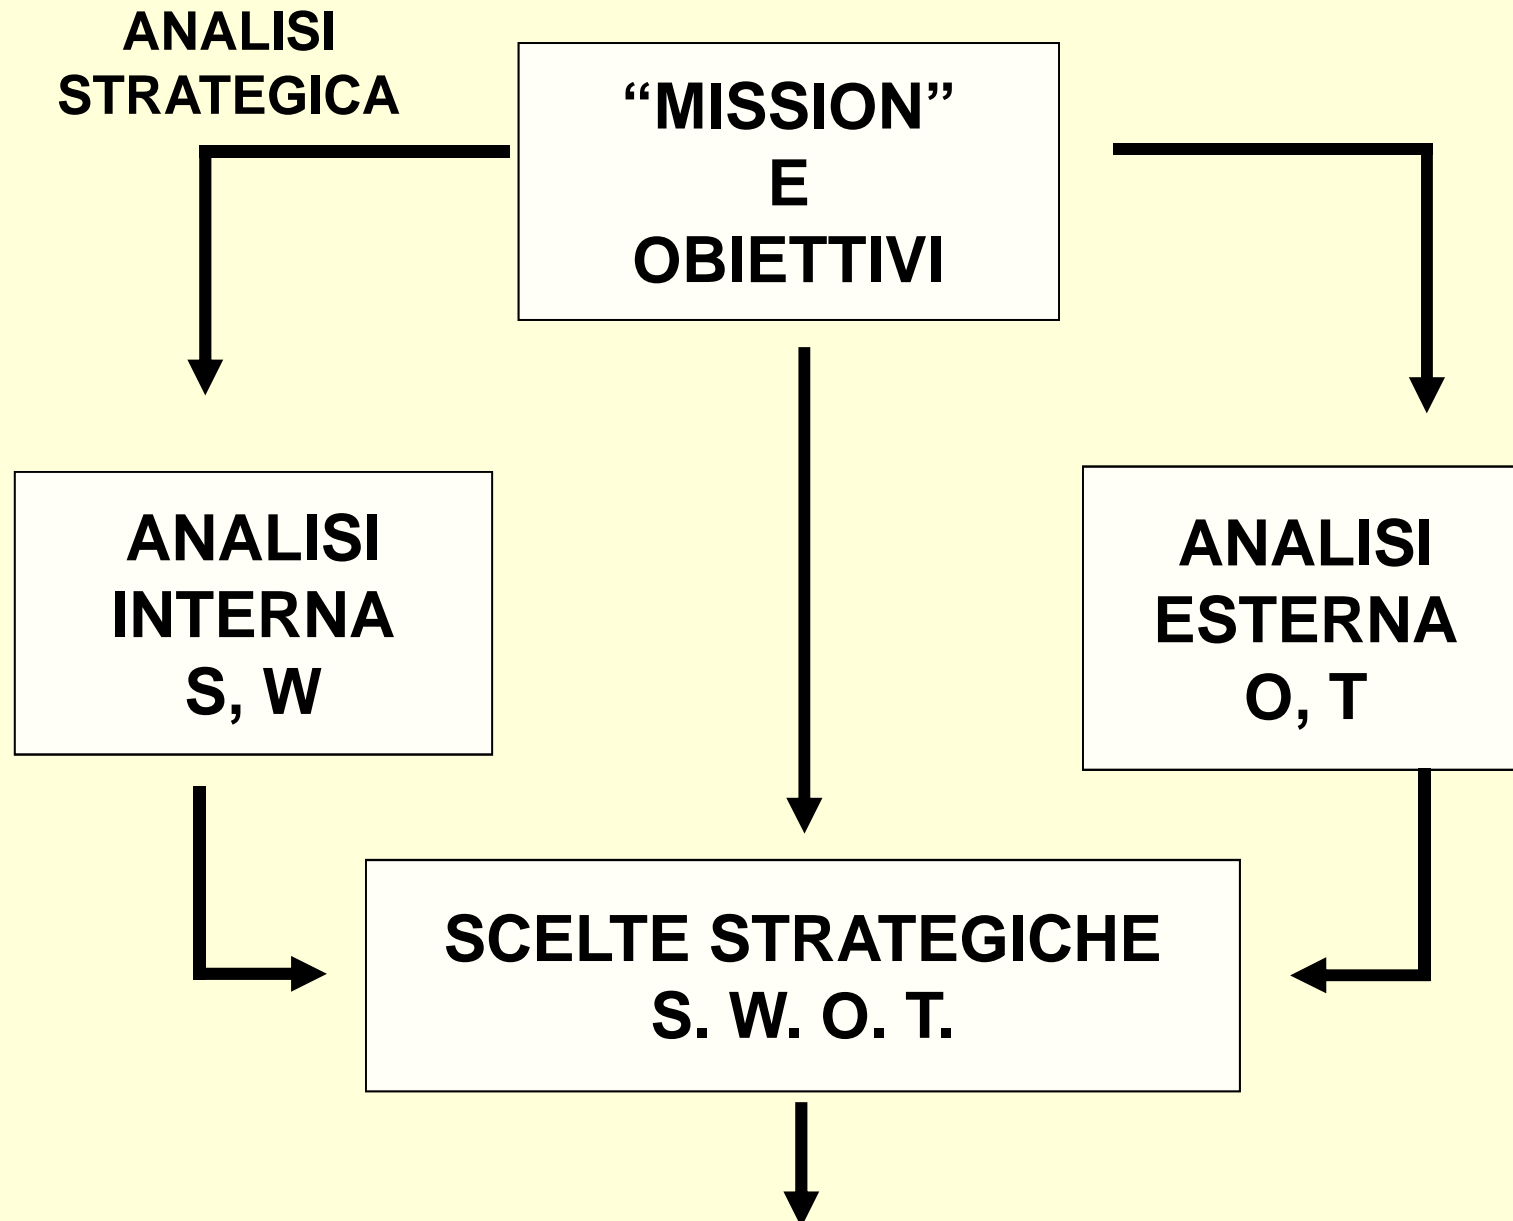 ANALISI
STRATEGICA
“MISSION”
E
OBIETTIVI
ANALISI
INTERNA
S, W
ANALISI
ESTERNA
O, T
SCELTE STRATEGICHE
S. W. O. T.